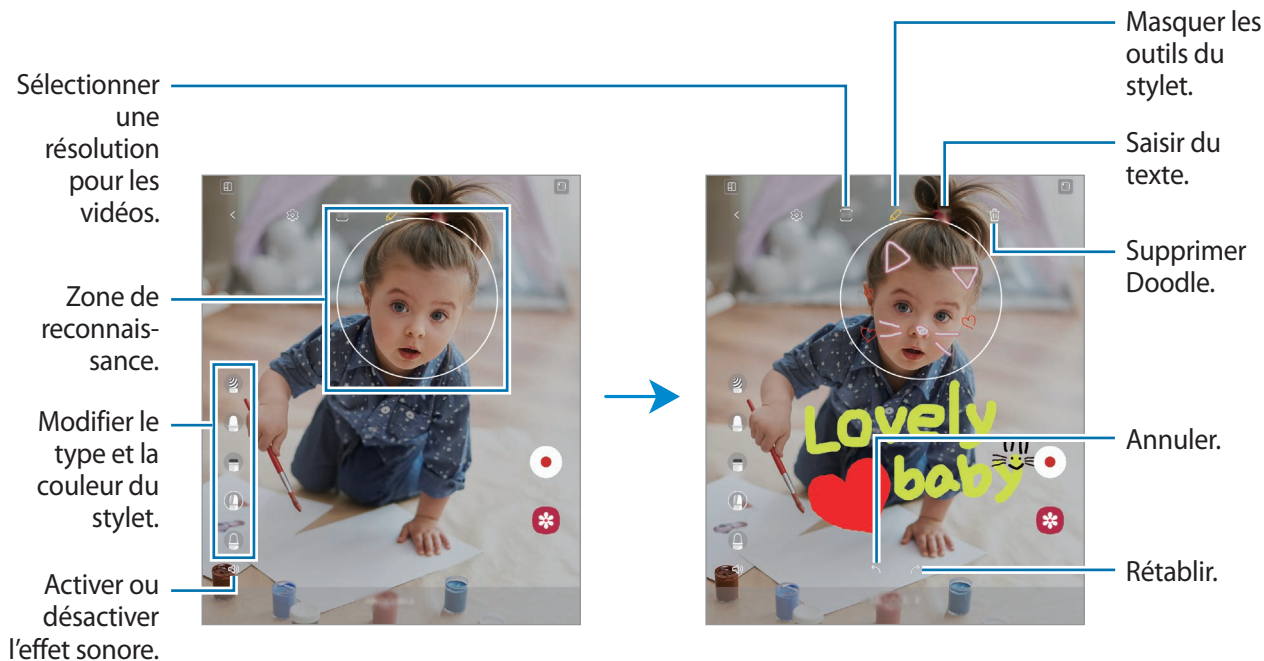 Sélectionner
une
résolution
pour les
vidéos.
Zone de
reconnais-
sance.
Modifier le
type et la
couleur du
stylet.
Activer ou
désactiver
l'effet sonore.
Masquer les
outils du
stylet.
Saisir du
texte.
Supprimer
Doodle.
Annuler.
Rétablir.
Lovely
baby